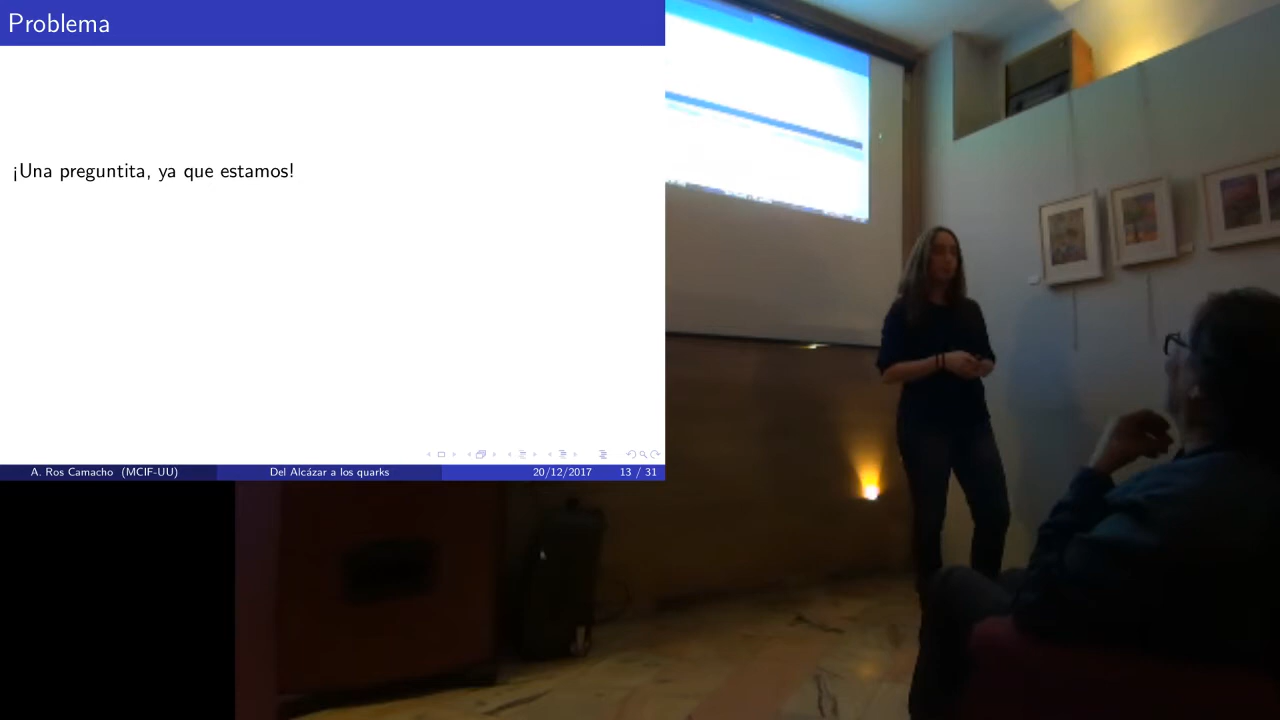 Problema
¡Una preguntita, ya que estamos!
A. Ros Camacho (MCIF-UU)
Del Alcázar a los quarks
20/12/2017
13 / 31